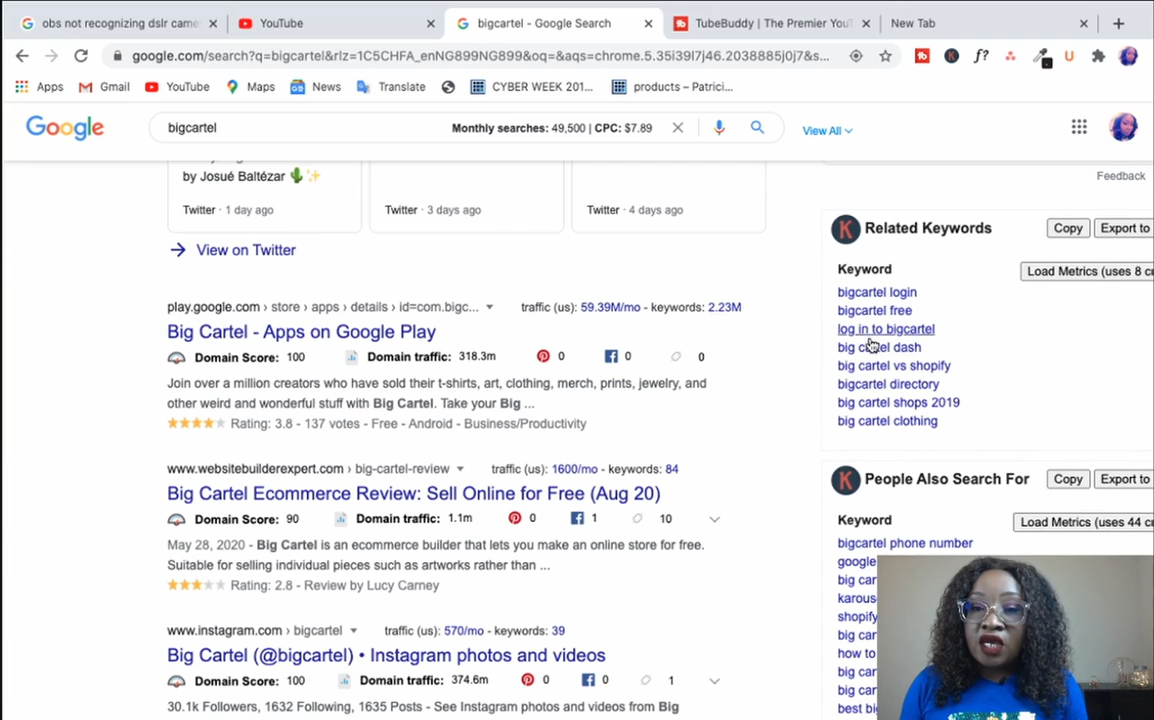 obs not recognizing dslr came
YouTube
bigcartel - Google Search
TubeBuddy | The Premier You
New Tab
google.com/search?q=bigcartel&rlz=1C5CHFA_enNG899NG899&oq=&aqs=chrome.5.35i39l7j46.2038885j0j7&s...
Apps
Gmail
YouTube
Maps
News
Translate
CYBER WEEK 201...
products – Patrici...
Google
bigcartel
Monthly searches: 49,500 | CPC: $7.89
View All
by Josué Baltézar 🌵✨
Twitter · 1 day ago
Twitter · 3 days ago
Twitter · 4 days ago
View on Twitter
play.google.com › store › apps › details › id=com.bigc...
traffic (us): 59.39M/mo - keywords: 2.23M
Big Cartel - Apps on Google Play
Domain Score: 100 Domain traffic: 318.3m 0 0 0
Join over a million creators who have sold their t-shirts, art, clothing, merch, prints, jewelry, and
other weird and wonderful stuff with Big Cartel. Take your Big ...
Rating: 3.8 - 137 votes - Free - Android - Business/Productivity
www.websitebuilderexpert.com › big-cartel-review
traffic (us): 1600/mo - keywords: 84
Big Cartel Ecommerce Review: Sell Online for Free (Aug 20)
Domain Score: 90 Domain traffic: 1.1m 0 1 10
May 28, 2020 - Big Cartel is an ecommerce builder that lets you make an online store for free.
Suitable for selling individual pieces such as artworks rather than ...
Rating: 2.8 - Review by Lucy Carney
www.instagram.com › bigcartel
traffic (us): 570/mo - keywords: 39
Big Cartel (@bigcartel) • Instagram photos and videos
Domain Score: 100 Domain traffic: 374.6m 0 0 1
30.1k Followers, 1632 Following, 1635 Posts - See Instagram photos and videos from Big
Feedback
K
Related Keywords
Copy
Export to
Keyword
Load Metrics (uses 8 cr
bigcartel login
bigcartel free
log in to bigcartel
big cartel dash
big cartel vs shopify
bigcartel directory
big cartel shops 2019
big cartel clothing
K
People Also Search For
Copy
Export to
Keyword
Load Metrics (uses 44 cr
bigcartel phone number
google
big car
karous
shopify
big car
how to
big car
big car
best big